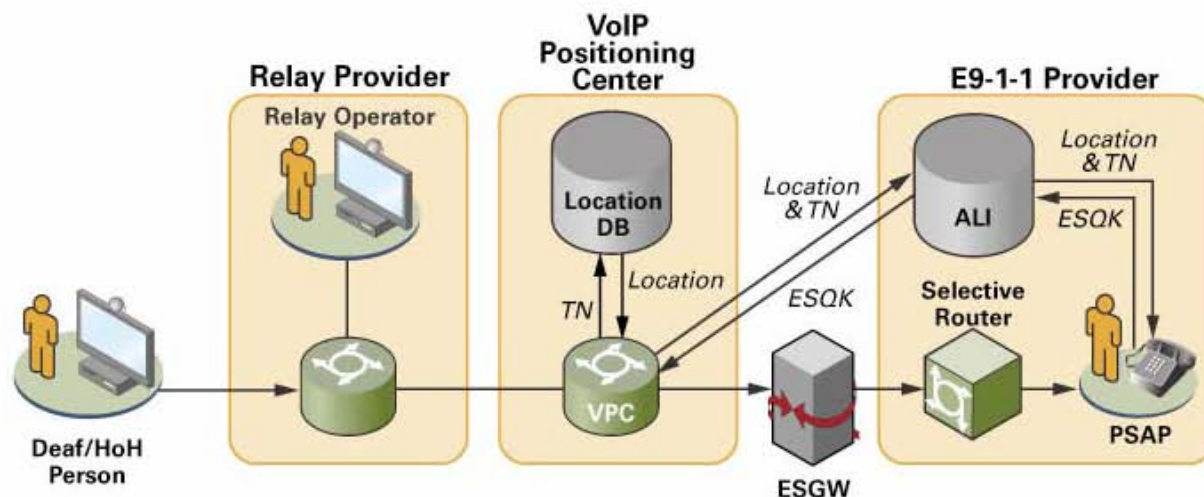 VoIP
Positioning
Center
Relay Provider
E9-1-1 Provider
Relay Operator
Location
& TN
Location
& TN
Location
DB
ALI
ESQK
TN
Location
ESQK
Selective
Router
VPC
Deaf/HoH
Person
ESGW
PSAP